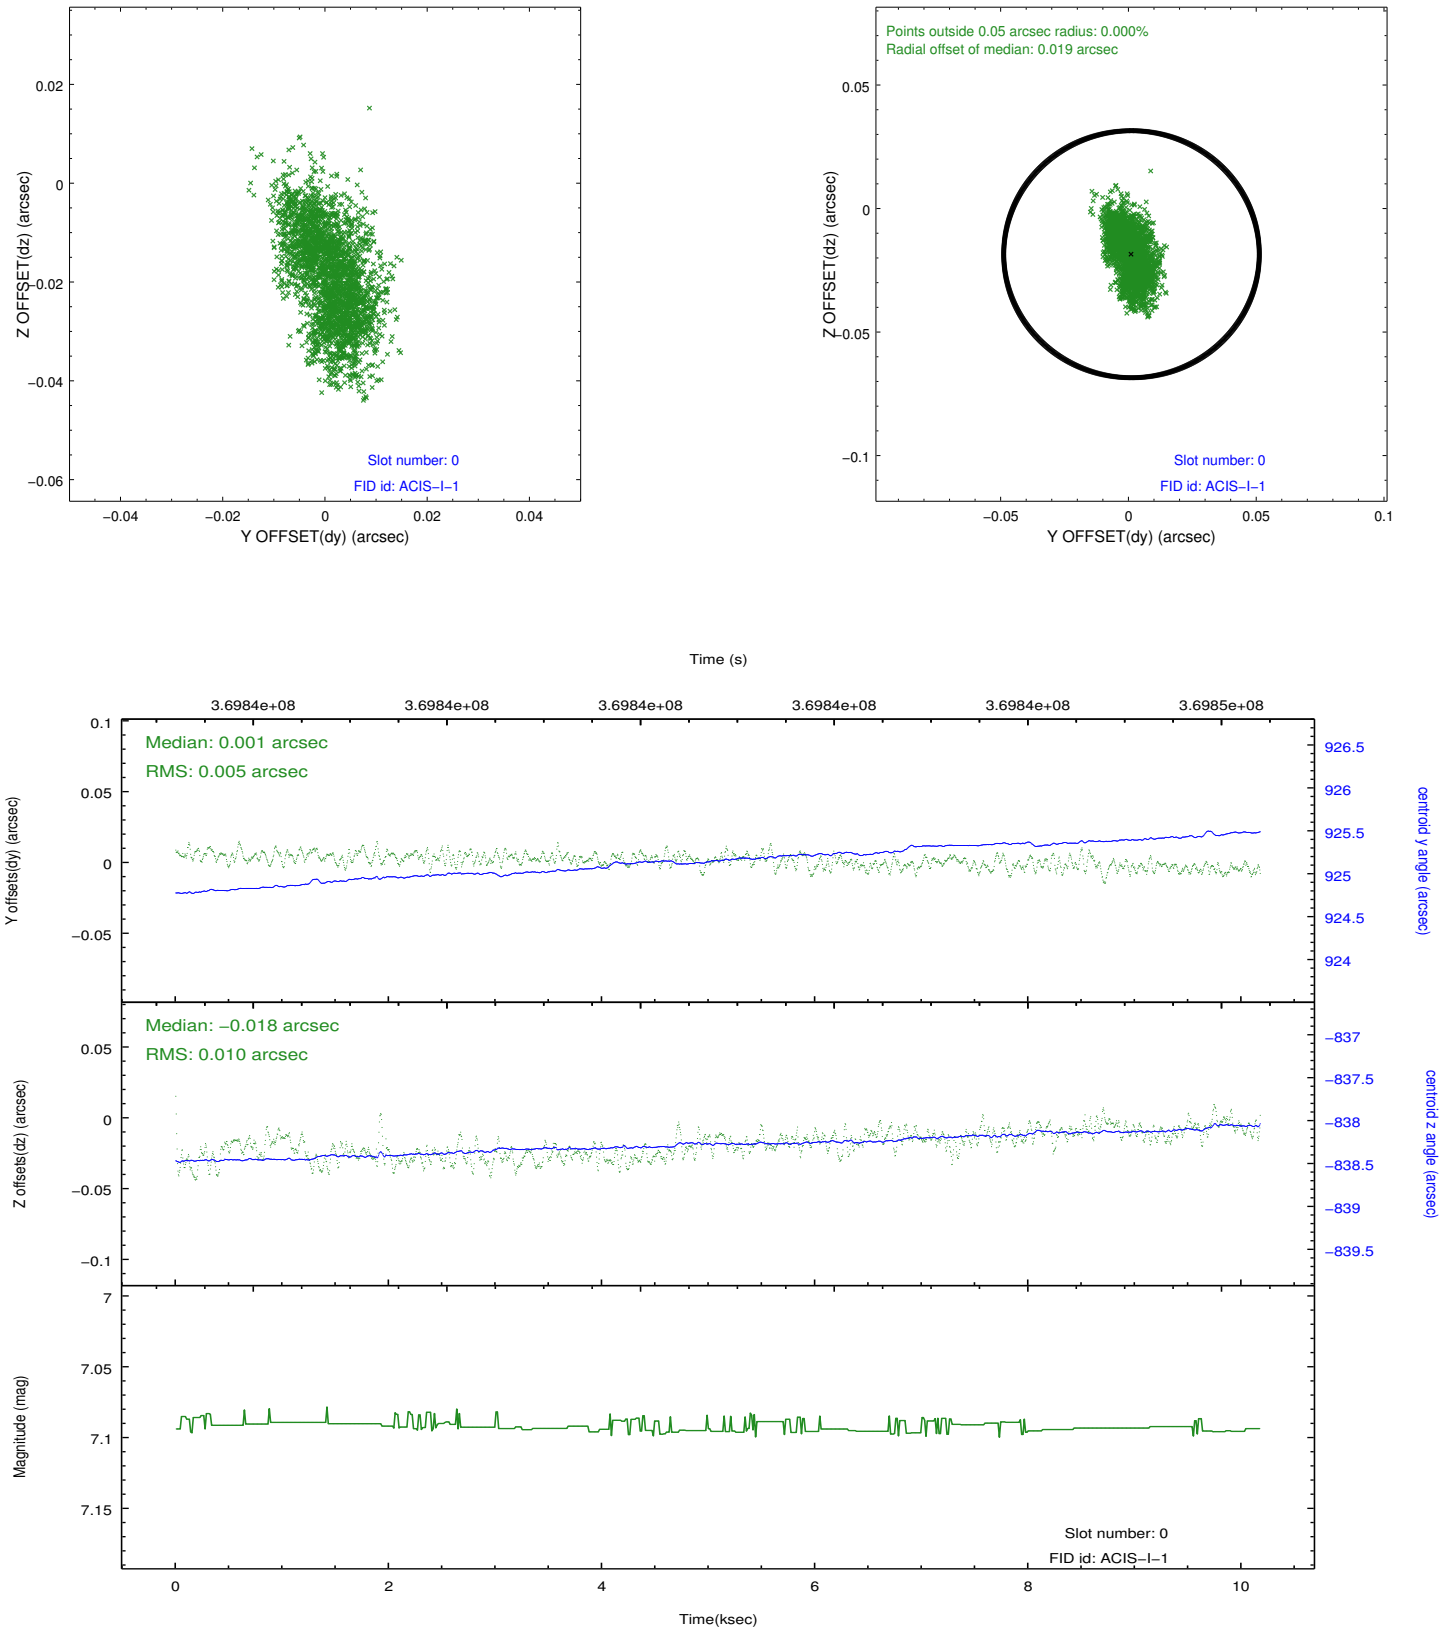 0.02
0
−0.02
−0.04
−0.06
Z OFFSET(dz) (arcsec)
Slot number: 0
FID id: ACIS−I−1
−0.04 −0.02 0 0.02 0.04
Y OFFSET(dy) (arcsec)
Points outside 0.05 arcsec radius: 0.000%
Radial offset of median: 0.019 arcsec
0.05
0
−0.05
−0.1
Z OFFSET(dz) (arcsec)
Slot number: 0
FID id: ACIS−I−1
−0.05 0 0.05 0.1
Y OFFSET(dy) (arcsec)
Time (s)
3.6984e+08 3.6984e+08 3.6984e+08 3.6984e+08 3.6984e+08 3.6985e+08
Median: 0.001 arcsec
RMS: 0.005 arcsec
0.1
0.05
0
−0.05
Y offsets(dy) (arcsec)
926.5
926
925.5
925
924.5
924
centroid y angle (arcsec)
Median: −0.018 arcsec
RMS: 0.010 arcsec
0.05
0
−0.05
−0.1
Z offsets(dz) (arcsec)
−837
−837.5
−838
−838.5
−839
−839.5
centroid z angle (arcsec)
7
7.05
7.1
7.15
Magnitude (mag)
Slot number: 0
FID id: ACIS−I−1
0 2 4 6 8 10
Time(ksec)